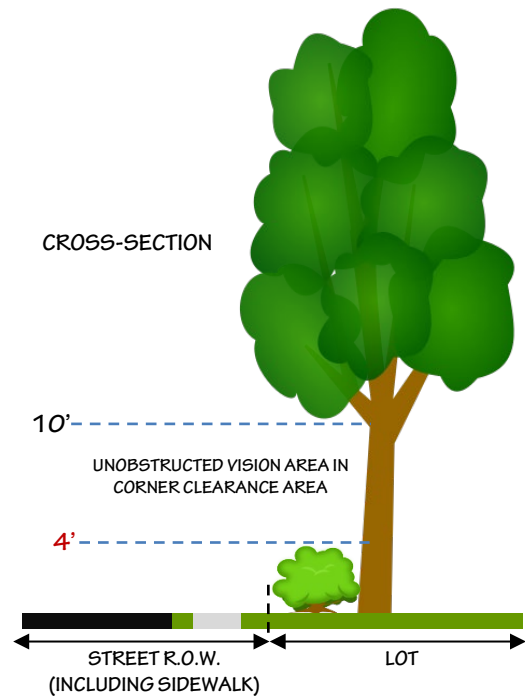 CROSS-SECTION
10’
UNOBSTRUCTED VISION AREA IN
CORNER CLEARANCE AREA
4’
STREET R.O.W.
(INCLUDING SIDEWALK)
LOT